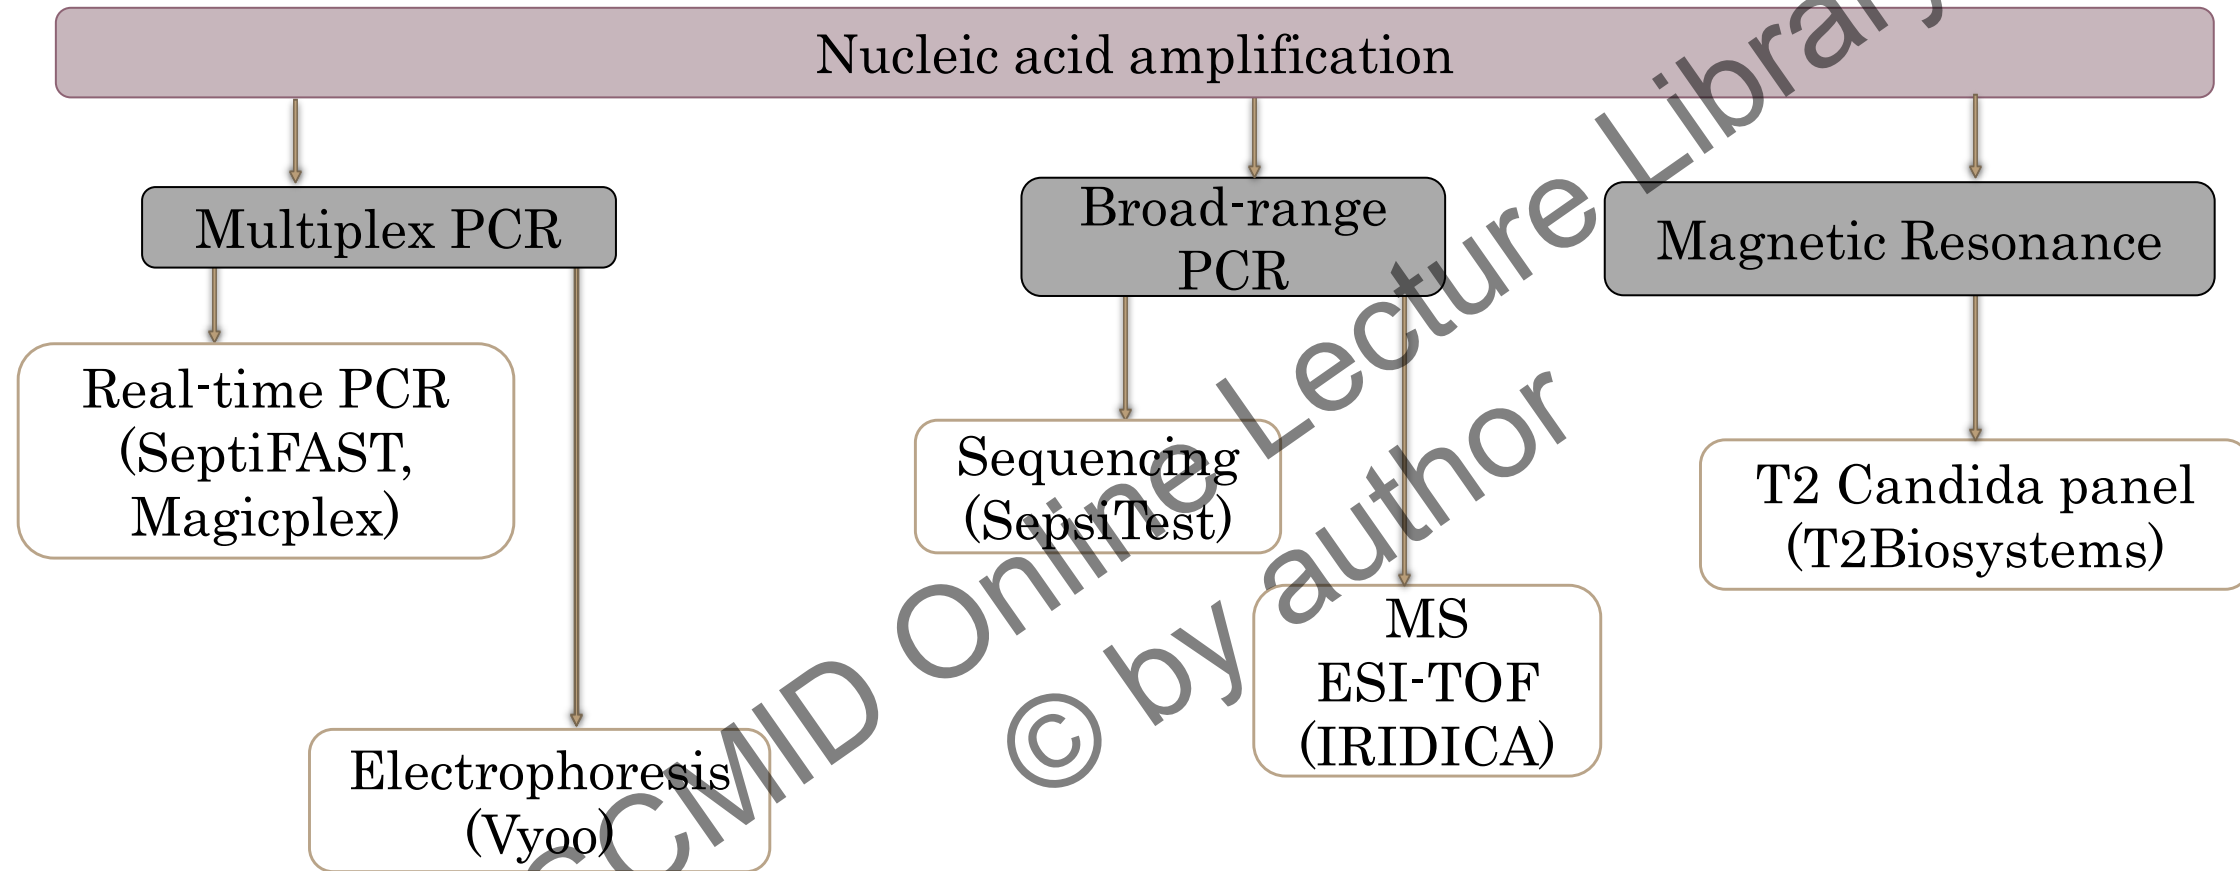 Nucleic acid amplification
Multiplex PCR
Broad-range
PCR
Magnetic Resonance
Real-time PCR
(SeptiFAST,
Magicplex)
Sequencing
(SepsiTest)
T2 Candida panel
(T2Biosystems)
MS
ESI-TOF
(IRIDICA)
Electrophoresis
(Vyoo)
CCMID Online Lecture Library
© by author